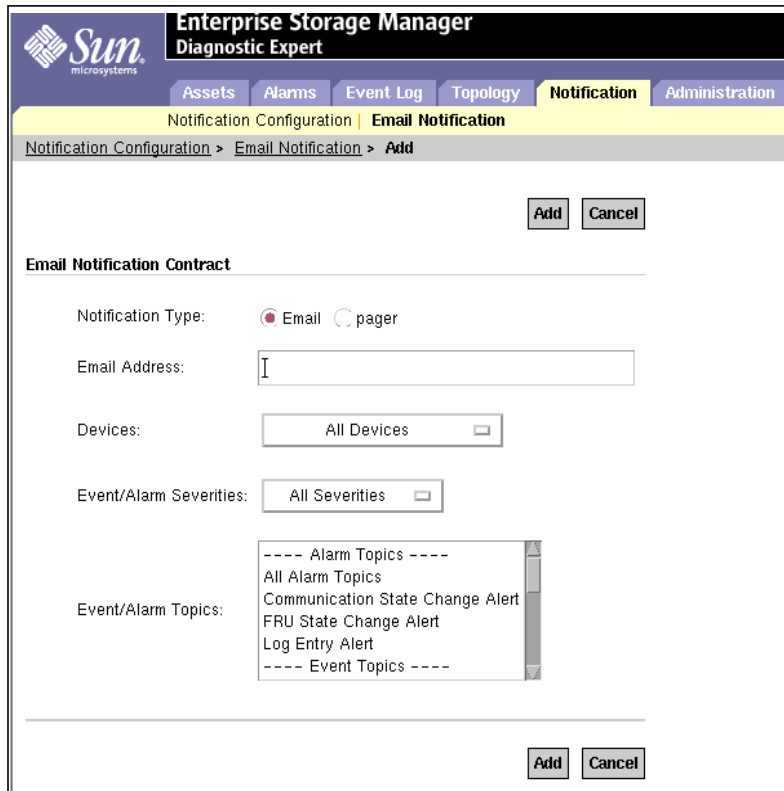 Sun
microsystems
Enterprise Storage Manager
Diagnostic Expert
Assets Alarms Event Log Topology Notification Administration
Notification Configuration | Email Notification
Notification Configuration > Email Notification > Add
Add Cancel
Email Notification Contract
Notification Type: Email pager
Email Address:
Devices: All Devices
Event/Alarm Severities: All Severities
Event/Alarm Topics:
---- Alarm Topics ----
All Alarm Topics
Communication State Change Alert
FRU State Change Alert
Log Entry Alert
---- Event Topics ----
Add Cancel